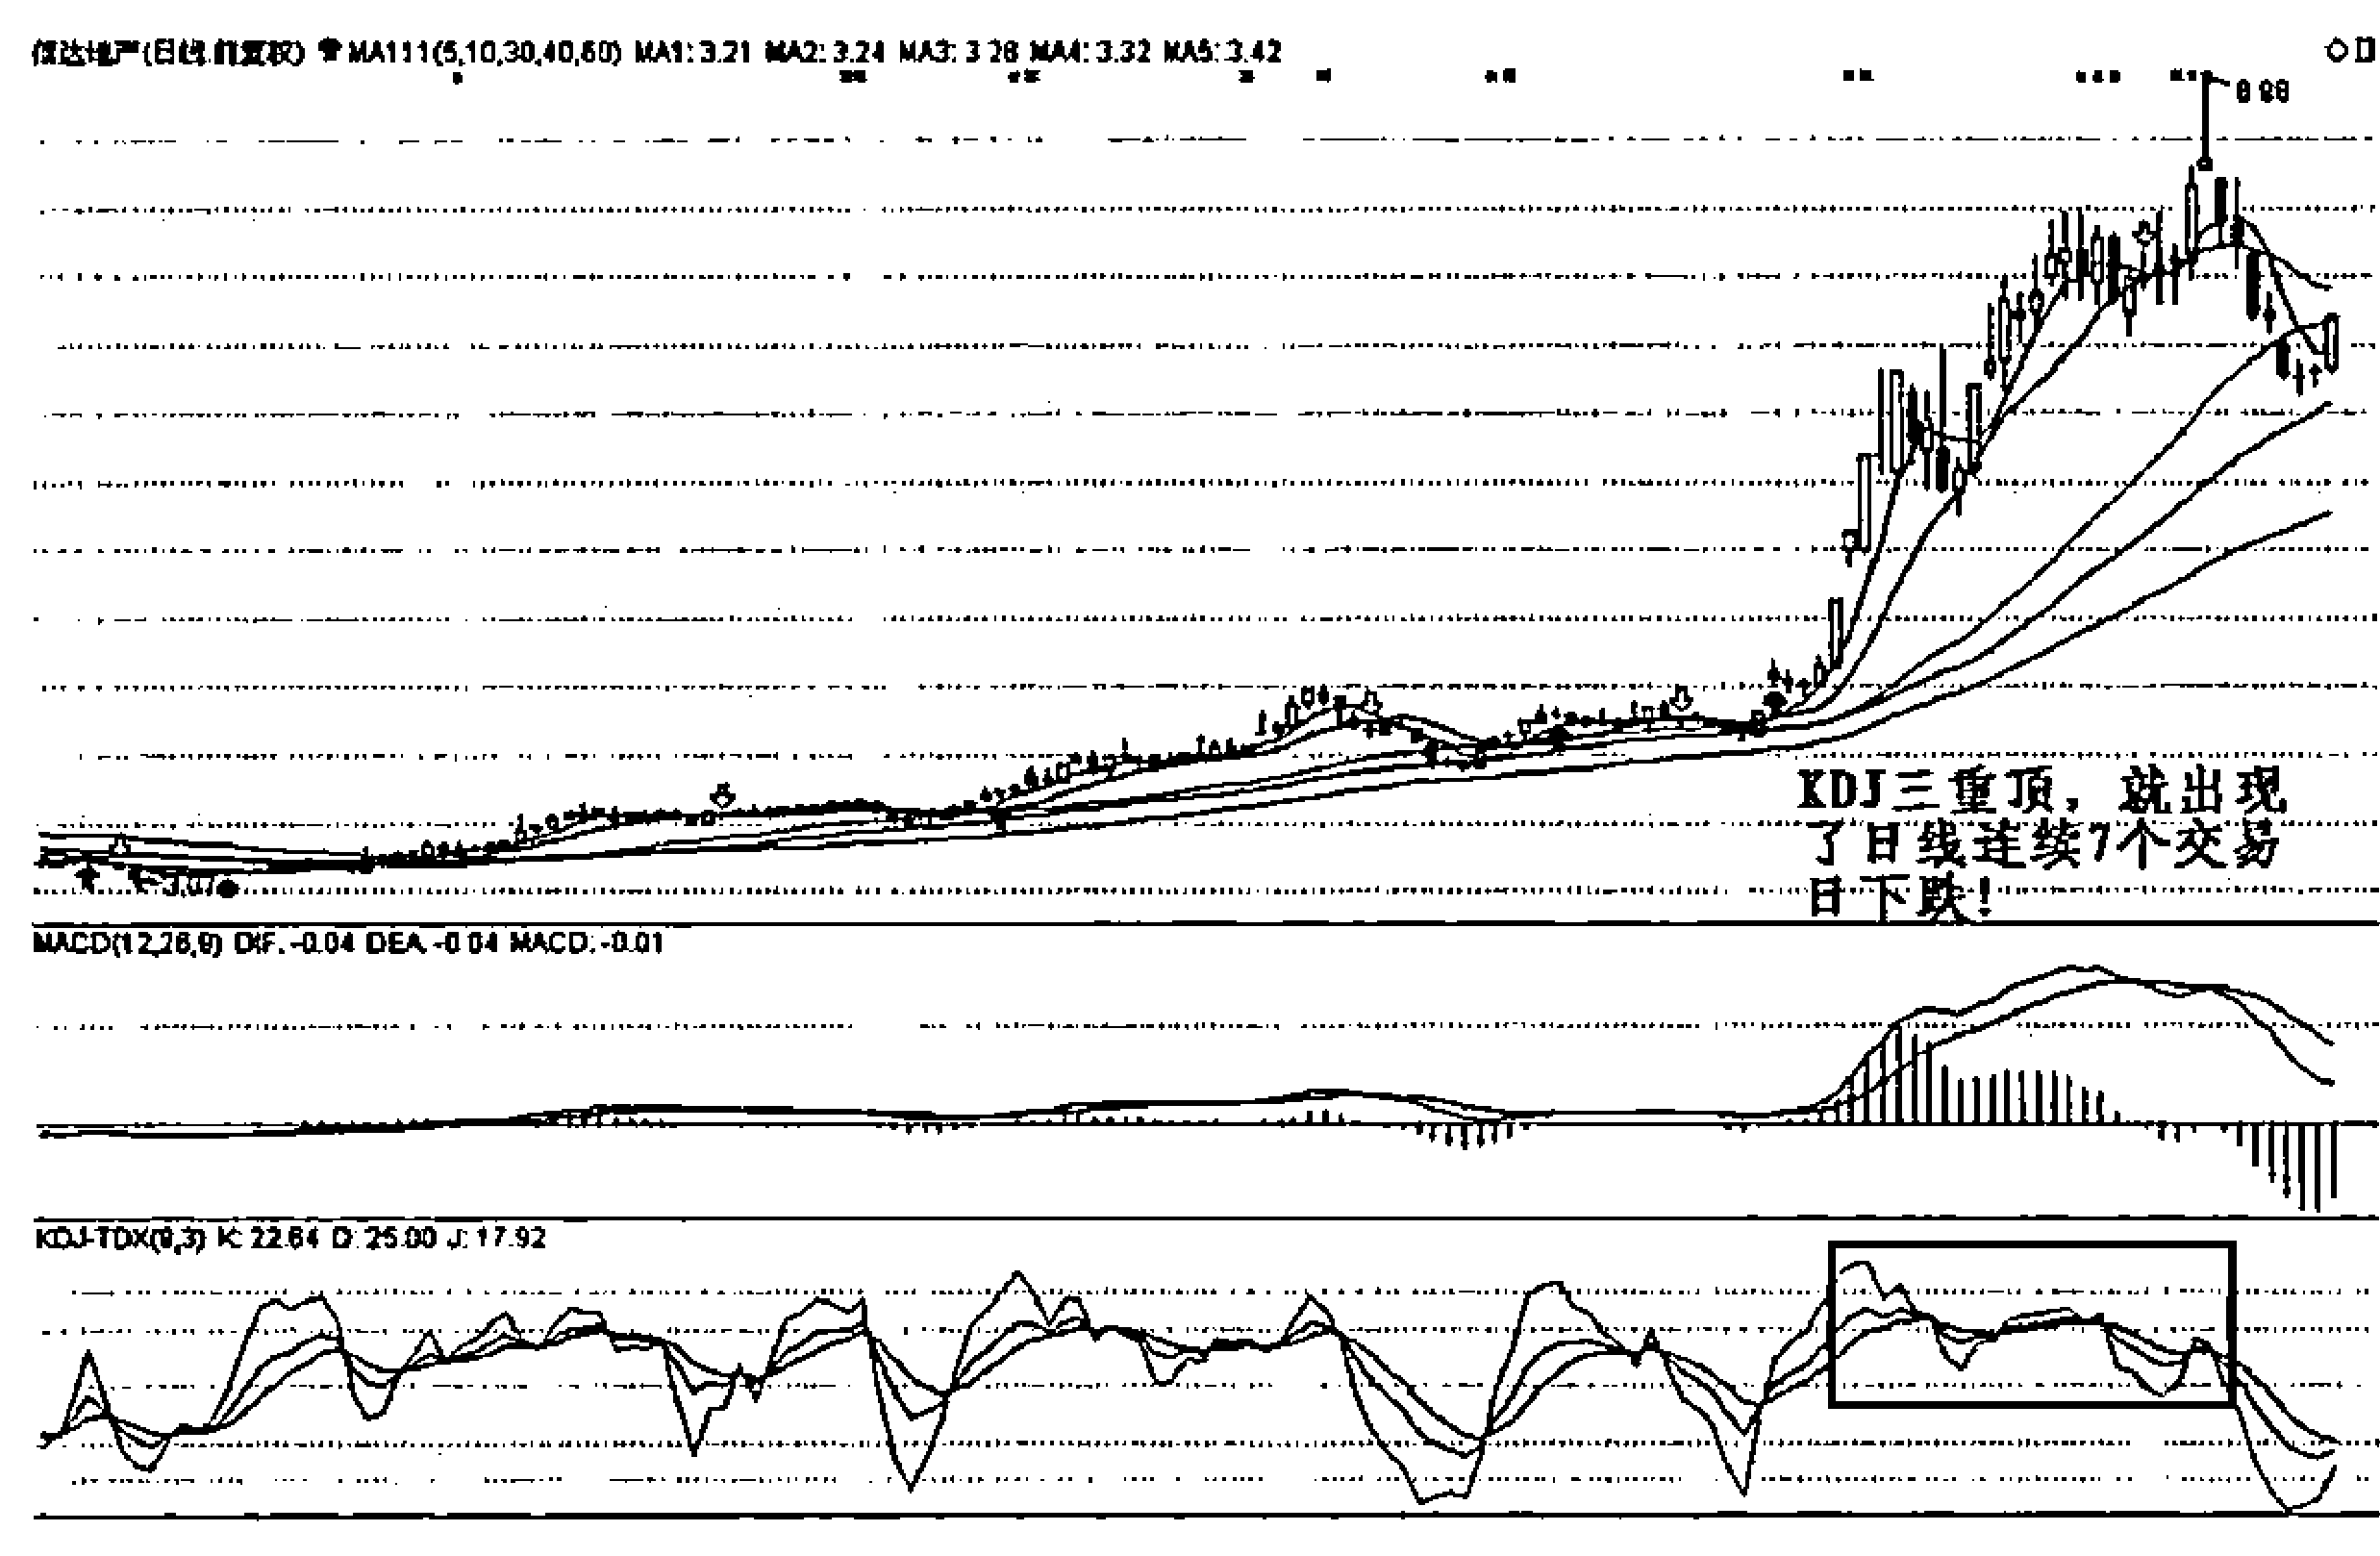 信达地产(日线.前复权) MA111(5,10,30,40,60) MA1: 3.21 MA2: 3.24 MA3: 3.28 MA4: 3.32 MA5: 3.42
3.07
KDJ三重顶，就出现
了日线连续7个交易
日下跌!
MACD(12,26,9) DIF: -0.04 DEA: -0.04 MACD: -0.01
KDJ-TDX(9,3) K: 22.64 D: 25.00 J: 17.92